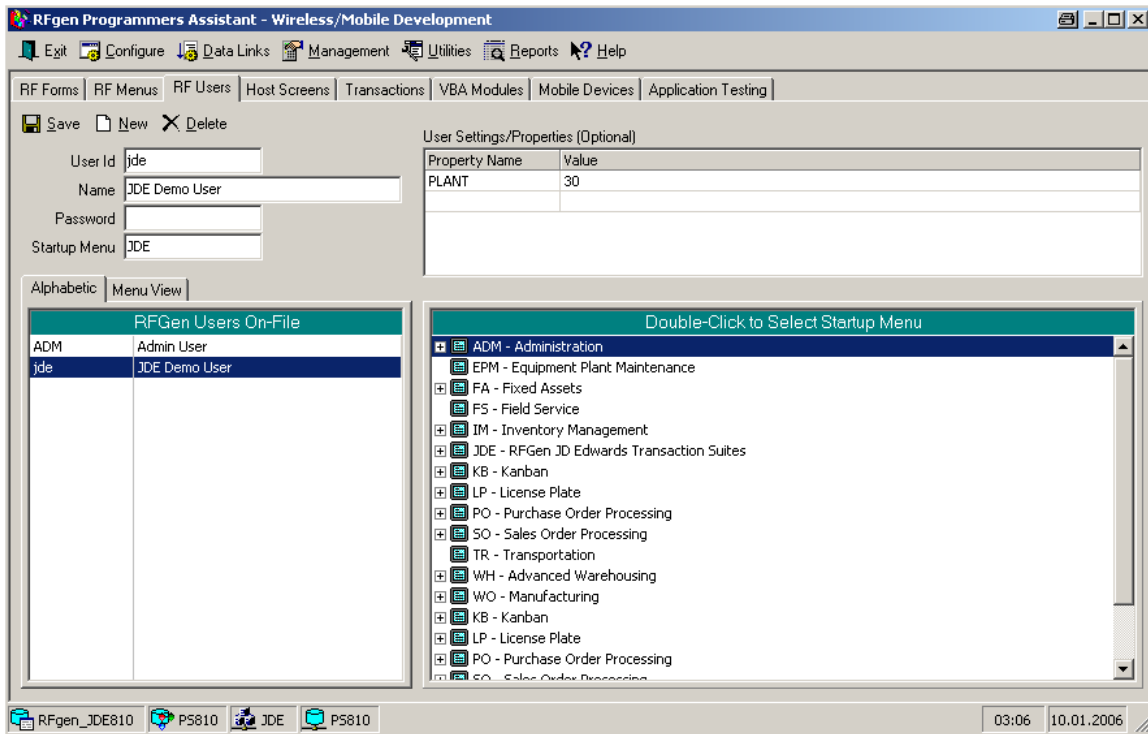 RFgen Programmers Assistant - Wireless/Mobile Development
Exit Configure Data Links Management Utilities Reports Help
RF Forms RF Menus RF Users Host Screens Transactions VBA Modules Mobile Devices Application Testing
Save New Delete
User Id jde
Name JDE Demo User
Password
Startup Menu JDE
User Settings/Properties (Optional)
Property Name Value
PLANT 30
Alphabetic Menu View
RFGen Users On-File
ADM Admin User
jde JDE Demo User
Double-Click to Select Startup Menu
ADM - Administration
EPM - Equipment Plant Maintenance
FA - Fixed Assets
FS - Field Service
IM - Inventory Management
JDE - RFGen JD Edwards Transaction Suites
KB - Kanban
LP - License Plate
PO - Purchase Order Processing
SO - Sales Order Processing
TR - Transportation
WH - Advanced Warehousing
WO - Manufacturing
KB - Kanban
LP - License Plate
PO - Purchase Order Processing
SO - Sales Order Processing
RFgen_JDE810 PS810 JDE PS810 03:06 10.01.2006